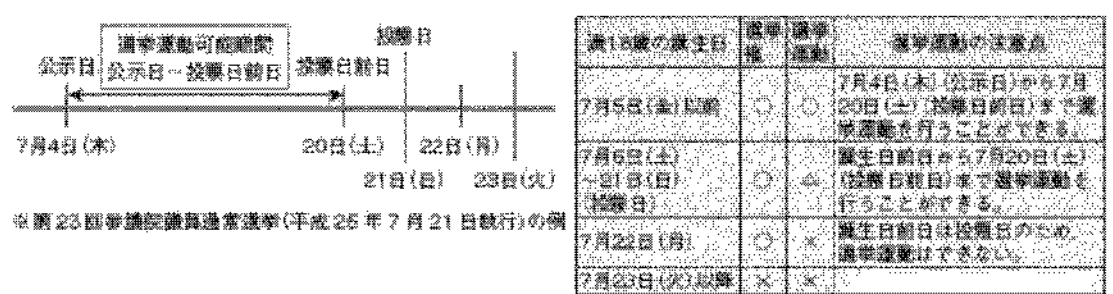 選挙運動可能期間
公示日～投票日前日
投票日
公示日
投票日前日
7月4日(木)
20日(土)
22日(月)
21日(日)
23日(火)
※第23回参議院議員通常選挙(平成25年7月21日執行)の例
満18歳の誕生日
選挙権
選挙運動
選挙運動の注意点
7月5日(金)以前
○
○
7月4日(木)(公示日)から7月
20日(土)(投票日前日)まで選
挙運動を行うことができる。
7月6日(土)
～21日(日)
(投票日)
○
△
誕生日前日から7月20日(土)
(投票日前日)まで選挙運動を
行うことができる。
7月22日(月)
○
×
誕生日前日は投票日のため、
選挙運動はできない。
7月23日(火)以降
×
×